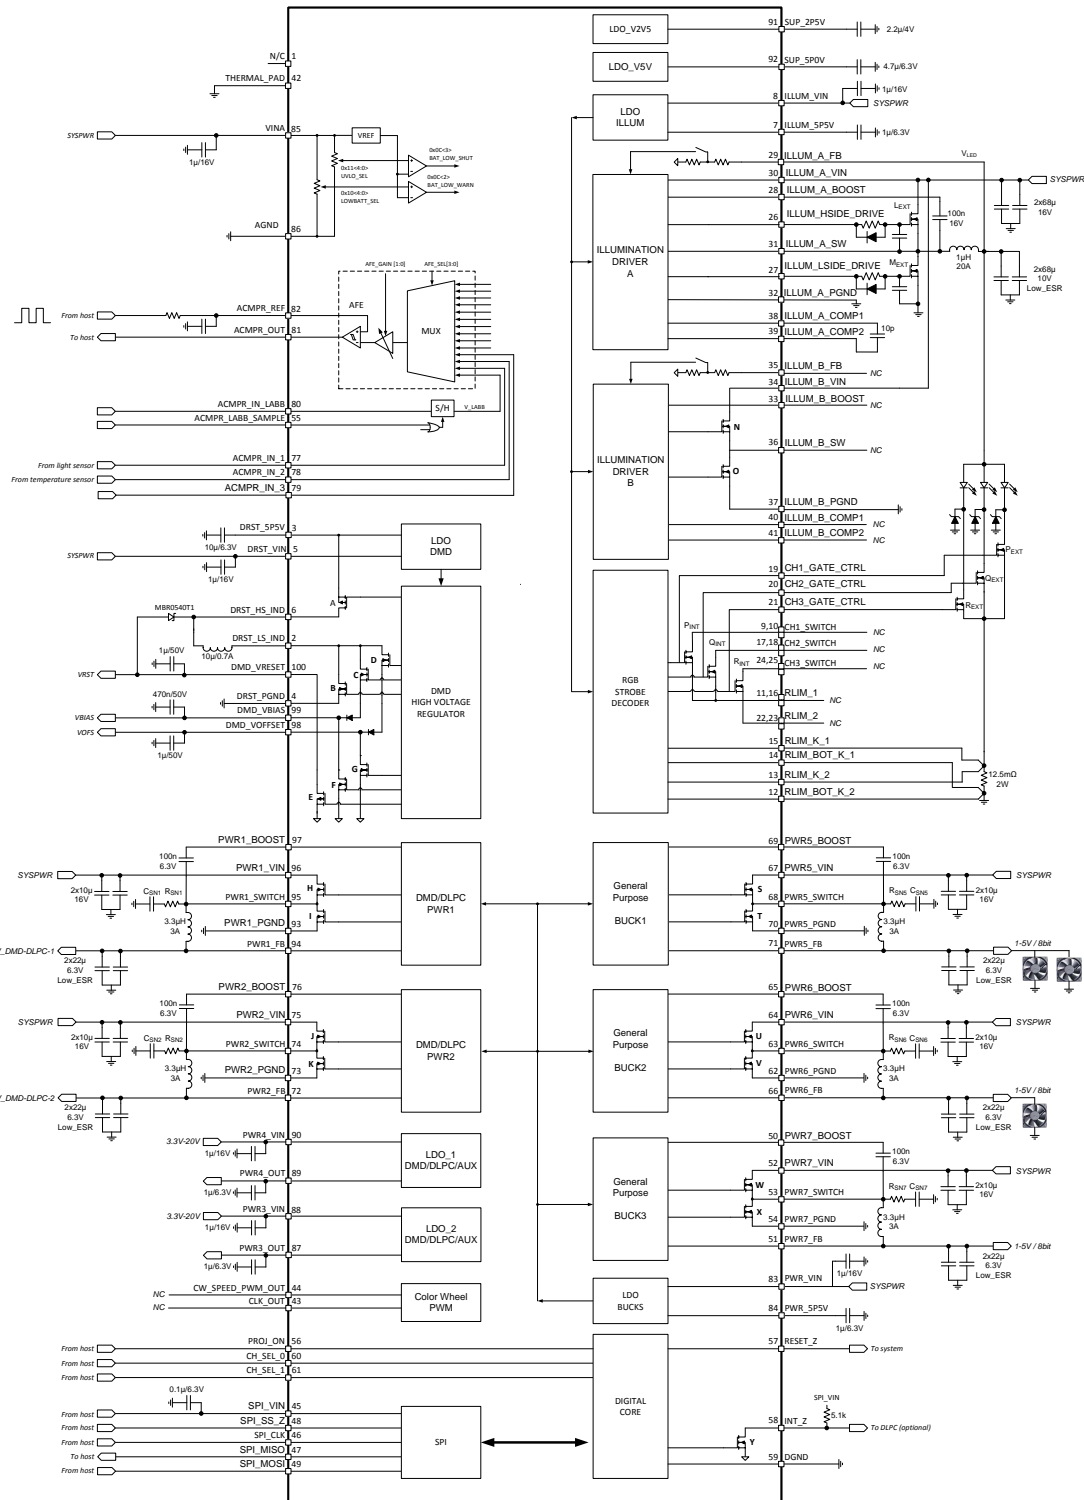 N/C 1
THERMAL_PAD 42
SYSPWR
VINA 85
1µ/16V
VREF
0x0C<3>
BAT_LOW_SHUT
0x11<4:0>
UVLO_SEL
0x0C<2>
BAT_LOW_WARN
0x10<4:0>
LOWBATT_SEL
AGND 86
AFE_GAIN [1:0]
AFE_SEL[3:0]
AFE
MUX
From host
ACMPR_REF 82
To host
ACMPR_OUT 81
ACMPR_IN_LABB 80
S/H
V_LABB
ACMPR_LABB_SAMPLE 55
From light sensor
ACMPR_IN_1 77
From temperature sensor
ACMPR_IN_2 78
ACMPR_IN_3 79
DRST_5P5V 3
10µ/6.3V
SYSPWR
DRST_VIN 5
1µ/16V
LDO
DMD
A
MBR0540T1
DRST_HS_IND 6
DRST_LS_IND 2
10µ/0.7A
1µ/50V
VRST
DMD_VRESET 100
470n/50V
DRST_PGND 4
VBIAS
DMD_VBIAS 99
VOFS
DMD_VOFFSET 98
1µ/50V
D
C
B
G
F
E
DMD
HIGH VOLTAGE
REGULATOR
PWR1_BOOST 97
100n
6.3V
SYSPWR
PWR1_VIN 96
2x10µ
16V
CSN1 RSN1
PWR1_SWITCH 95
H
I
3.3µH
3A
PWR1_PGND 93
PWR1_FB 94
_DMD-DLPC-1
2x22µ
6.3V
Low_ESR
DMD/DLPC
PWR1
PWR2_BOOST 76
100n
6.3V
SYSPWR
PWR2_VIN 75
2x10µ
16V
CSN2 RSN2
PWR2_SWITCH 74
J
K
3.3µH
3A
PWR2_PGND 73
PWR2_FB 72
_DMD-DLPC-2
2x22µ
6.3V
Low_ESR
DMD/DLPC
PWR2
3.3V-20V
PWR4_VIN 90
1µ/16V
PWR4_OUT 89
1µ/6.3V
LDO_1
DMD/DLPC/AUX
3.3V-20V
PWR3_VIN 88
1µ/16V
PWR3_OUT 87
1µ/6.3V
LDO_2
DMD/DLPC/AUX
NC
CW_SPEED_PWM_OUT 44
NC
CLK_OUT 43
Color Wheel
PWM
From host
PROJ_ON 56
From host
CH_SEL_0 60
From host
CH_SEL_1 61
0.1µ/6.3V
From host
SPI_VIN 45
From host
SPI_SS_Z 48
From host
SPI_CLK 46
To host
SPI_MISO 47
From host
SPI_MOSI 49
SPI
LDO_V2V5
91 SUP_2P5V
2.2µ/4V
LDO_V5V
92 SUP_5P0V
4.7µ/6.3V
1µ/16V
LDO
ILLUM
8 ILLUM_VIN
SYSPWR
7 ILLUM_5P5V
1µ/6.3V
29 ILLUM_A_FB
VLED
30 ILLUM_A_VIN
SYSPWR
28 ILLUM_A_BOOST
LEXT
100n
16V
2x68µ
16V
26 ILLUM_HSIDE_DRIVE
31 ILLUM_A_SW
1µH
20A
MEXT
27 ILLUM_LSIDE_DRIVE
2x68µ
10V
Low_ESR
32 ILLUM_A_PGND
38 ILLUM_A_COMP1
10p
39 ILLUM_A_COMP2
ILLUMINATION
DRIVER
A
35 ILLUM_B_FB
NC
34 ILLUM_B_VIN
33 ILLUM_B_BOOST
NC
N
36 ILLUM_B_SW
NC
O
ILLUMINATION
DRIVER
B
37 ILLUM_B_PGND
40 ILLUM_B_COMP1
NC
41 ILLUM_B_COMP2
NC
PEXT
19 CH1_GATE_CTRL
QEXT
20 CH2_GATE_CTRL
REXT
21 CH3_GATE_CTRL
PINT
9,10 CH1_SWITCH
NC
QINT
17,18 CH2_SWITCH
NC
RINT
24,25 CH3_SWITCH
NC
RGB
STROBE
DECODER
11,16 RLIM_1
NC
22,23 RLIM_2
NC
15 RLIM_K_1
14 RLIM_BOT_K_1
13 RLIM_K_2
12 RLIM_BOT_K_2
12.5mΩ
2W
69 PWR5_BOOST
100n
6.3V
67 PWR5_VIN
SYSPWR
General
Purpose
BUCK1
S
T
68 PWR5_SWITCH
RSN5 CSN5
2x10µ
16V
3.3µH
3A
70 PWR5_PGND
71 PWR5_FB
1-5V / 8bit
2x22µ
6.3V
Low_ESR
65 PWR6_BOOST
100n
6.3V
64 PWR6_VIN
SYSPWR
General
Purpose
BUCK2
U
V
63 PWR6_SWITCH
RSN6 CSN6
2x10µ
16V
3.3µH
3A
62 PWR6_PGND
66 PWR6_FB
1-5V / 8bit
2x22µ
6.3V
Low_ESR
50 PWR7_BOOST
100n
6.3V
52 PWR7_VIN
SYSPWR
General
Purpose
BUCK3
W
X
53 PWR7_SWITCH
RSN7 CSN7
2x10µ
16V
3.3µH
3A
54 PWR7_PGND
51 PWR7_FB
1-5V / 8bit
2x22µ
6.3V
Low_ESR
LDO
BUCKS
83 PWR_VIN
1µ/16V
SYSPWR
84 PWR_5P5V
1µ/6.3V
57 RESET_Z
To system
DIGITAL
CORE
SPI_VIN
5.1k
58 INT_Z
To DLPC (optional)
Y
59 DGND